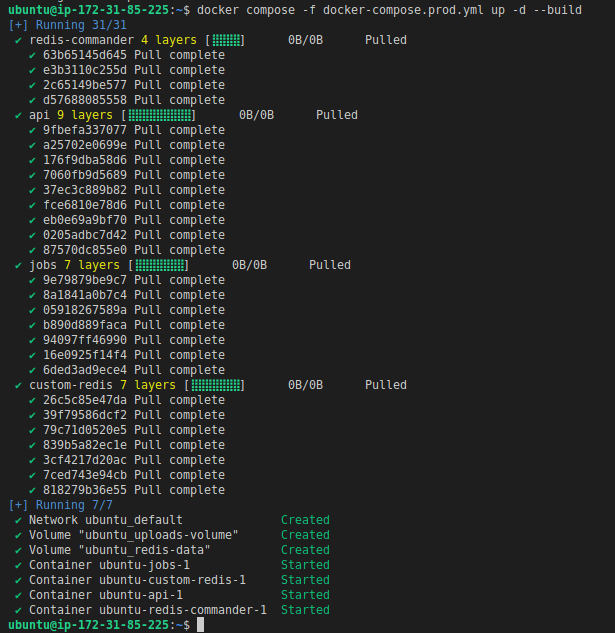 ubuntu@ip-172-31-85-225:~$ docker compose -f docker-compose.prod.yml up -d --build
[+] Running 31/31
✔ redis-commander 4 layers [⣿⣿⣿⣿] 0B/0B Pulled
✔ 63b65145d645 Pull complete
✔ e3b3110c255d Pull complete
✔ 2c65149be577 Pull complete
✔ d57688085558 Pull complete
✔ api 9 layers [⣿⣿⣿⣿⣿⣿⣿⣿⣿] 0B/0B Pulled
✔ 9fbefa337077 Pull complete
✔ a25702e0699e Pull complete
✔ 176f9dba58d6 Pull complete
✔ 7060fb9d5689 Pull complete
✔ 37ec3c889b82 Pull complete
✔ fce6810e78d6 Pull complete
✔ eb0e69a9bf70 Pull complete
✔ 0205adbc7d42 Pull complete
✔ 87570dc855e0 Pull complete
✔ jobs 7 layers [⣿⣿⣿⣿⣿⣿⣿] 0B/0B Pulled
✔ 9e79879be9c7 Pull complete
✔ 8a1841a0b7c4 Pull complete
✔ 05918267589a Pull complete
✔ b890d889faca Pull complete
✔ 94097ff46990 Pull complete
✔ 16e0925f14f4 Pull complete
✔ 6ded3ad9ece4 Pull complete
✔ custom-redis 7 layers [⣿⣿⣿⣿⣿⣿⣿] 0B/0B Pulled
✔ 26c5c85e47da Pull complete
✔ 39f79586dcf2 Pull complete
✔ 79c71d0520e5 Pull complete
✔ 839b5a82ec1e Pull complete
✔ 3cf4217d20ac Pull complete
✔ 7ced743e94cb Pull complete
✔ 818279b36e55 Pull complete
[+] Running 7/7
✔ Network ubuntu_default Created
✔ Volume "ubuntu_uploads-volume" Created
✔ Volume "ubuntu_redis-data" Created
✔ Container ubuntu-jobs-1 Started
✔ Container ubuntu-custom-redis-1 Started
✔ Container ubuntu-api-1 Started
✔ Container ubuntu-redis-commander-1 Started
ubuntu@ip-172-31-85-225:~$